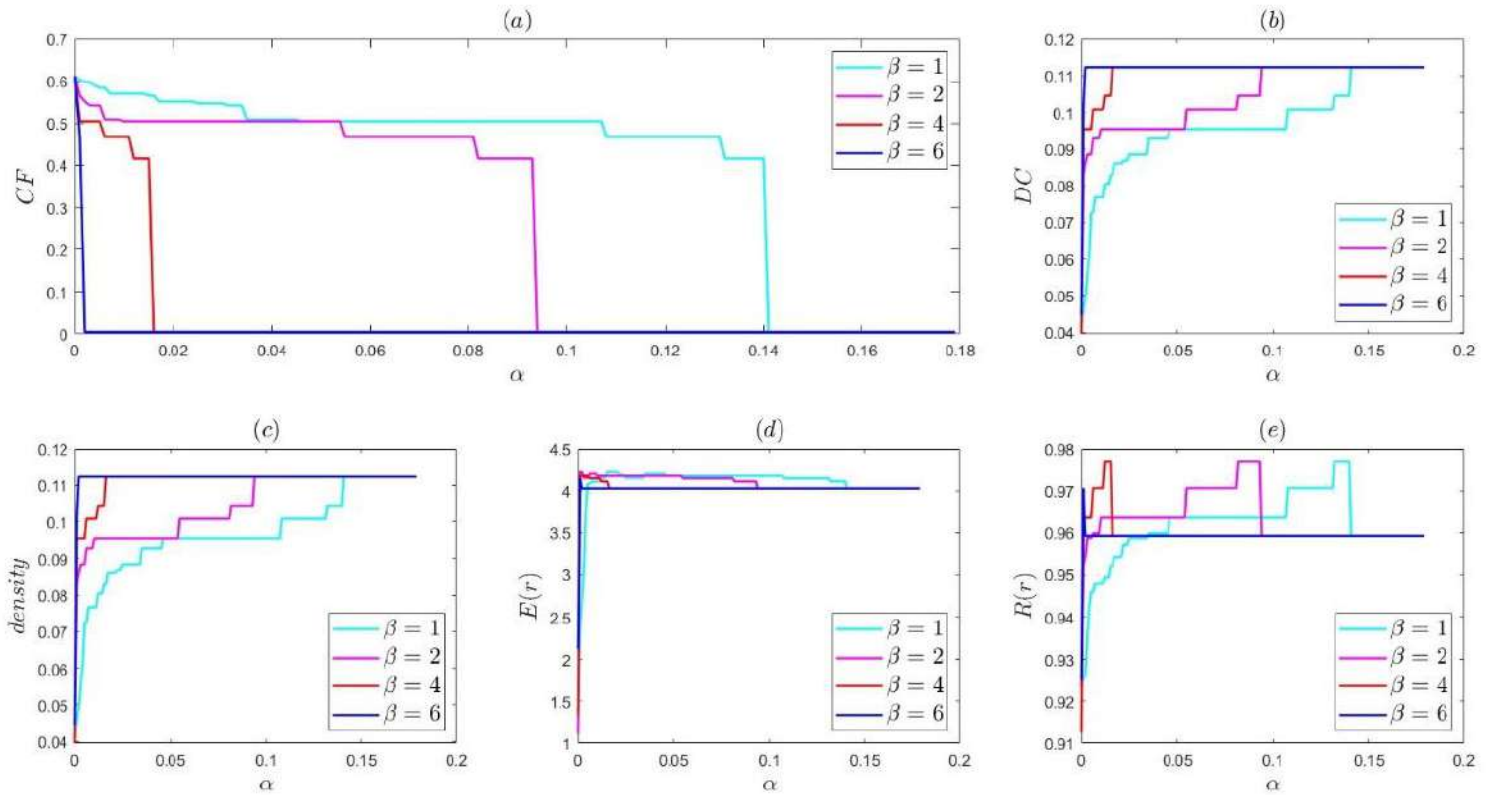 (a)
CF
0.7
0.6
0.5
0.4
0.3
0.2
0.1
0
0 0.02 0.04 0.06 0.08 0.1 0.12 0.14 0.16 0.18
α
β = 1
β = 2
β = 4
β = 6
(b)
DC
0.12
0.11
0.1
0.09
0.08
0.07
0.06
0.05
0.04
0 0.05 0.1 0.15 0.2
α
β = 1
β = 2
β = 4
β = 6
(c)
density
0.12
0.11
0.1
0.09
0.08
0.07
0.06
0.05
0.04
0 0.05 0.1 0.15 0.2
α
β = 1
β = 2
β = 4
β = 6
(d)
E(r)
4.5
4
3.5
3
2.5
2
1.5
1
0 0.05 0.1 0.15 0.2
α
β = 1
β = 2
β = 4
β = 6
(e)
R(r)
0.98
0.97
0.96
0.95
0.94
0.93
0.92
0.91
0 0.05 0.1 0.15 0.2
α
β = 1
β = 2
β = 4
β = 6